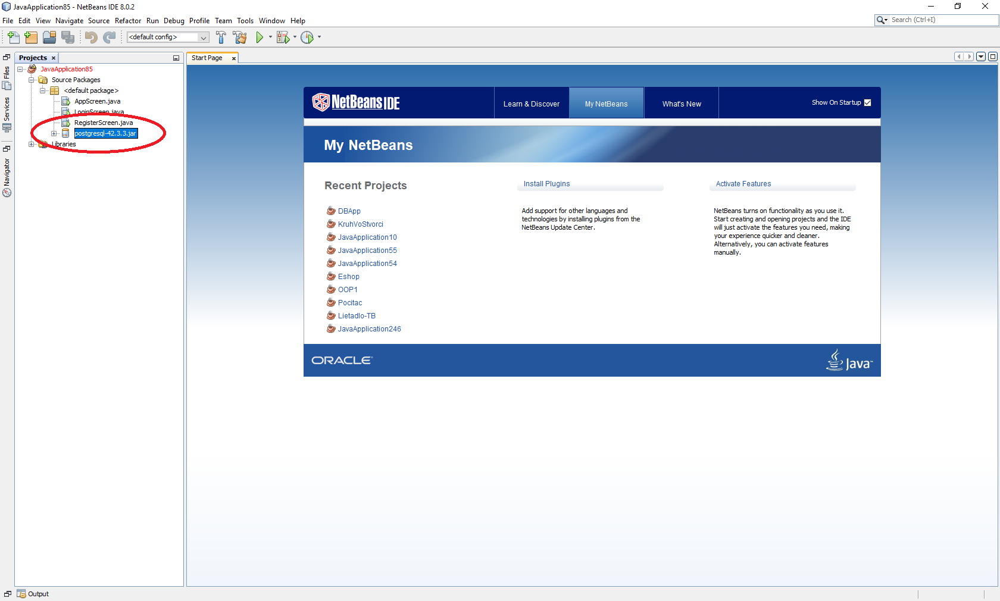 JavaApplication85 - NetBeans IDE 8.0.2
File Edit View Navigate Source Refactor Run Debug Profile Team Tools Window Help
Search (Ctrl+I)
<default config>
Projects
Start Page
Files
Services
Navigator
JavaApplication85
Source Packages
<default package>
AppScreen.java
LoginScreen.java
RegisterScreen.java
postgresql-42.3.3.jar
Libraries
NetBeans IDE
Learn & Discover
My NetBeans
What's New
Show On Startup
My NetBeans
Recent Projects
DBApp
KruhVoStvorci
JavaApplication10
JavaApplication55
JavaApplication54
Eshop
OOP1
Pocitac
Lietadlo-TB
JavaApplication246
Install Plugins
Add support for other languages and
technologies by installing plugins from the
NetBeans Update Center.
Activate Features
NetBeans turns on functionality as you use it.
Start creating and opening projects and the IDE
will just activate the features you need, making
your experience quicker and cleaner.
Alternatively, you can activate features
manually.
ORACLE
Java
Output